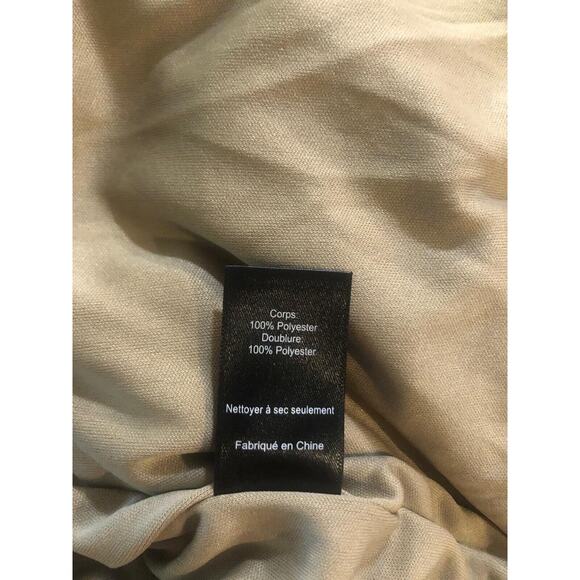 Corps:
100% Polyester
Doublure:
100% Polyester
Nettoyer à sec seulement
Fabriqué en Chine